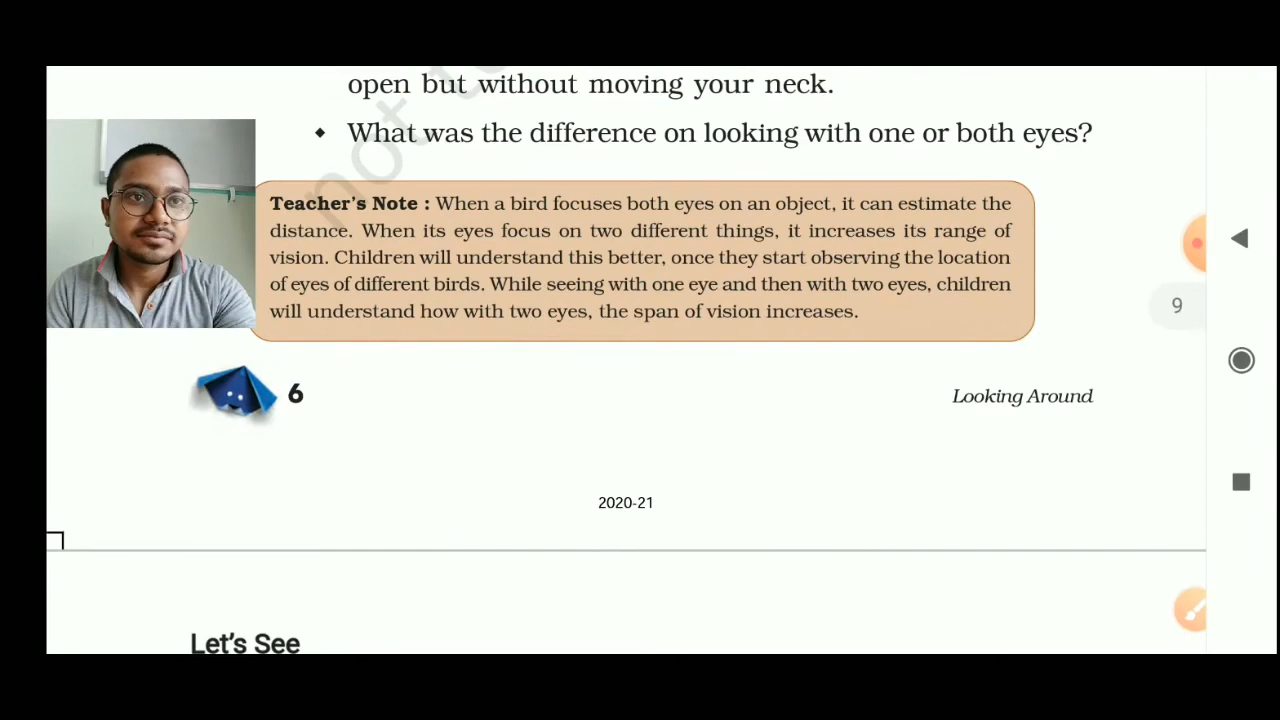 open but without moving your neck.
◆ What was the difference on looking with one or both eyes?
not t
Teacher's Note : When a bird focuses both eyes on an object, it can estimate the
distance. When its eyes focus on two different things, it increases its range of
vision. Children will understand this better, once they start observing the location
of eyes of different birds. While seeing with one eye and then with two eyes, children
will understand how with two eyes, the span of vision increases.
9
6
Looking Around
2020-21
Let's See